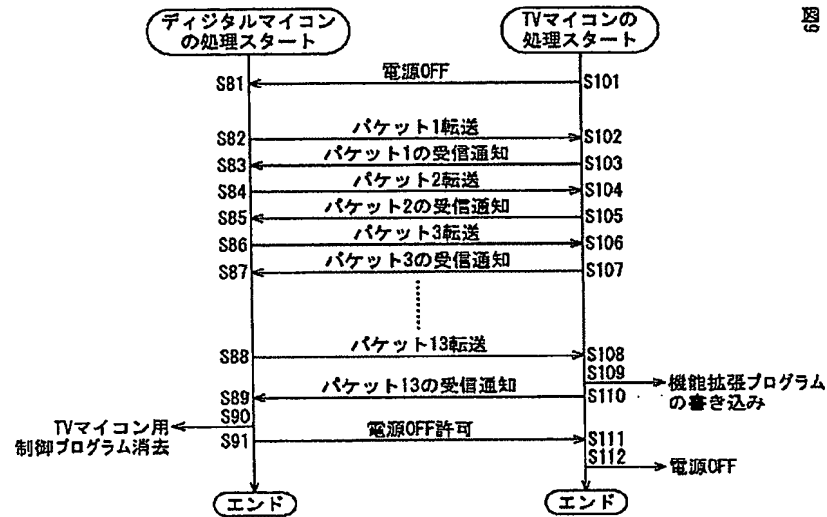 図9
ディジタルマイコン
の処理スタート
TVマイコンの
処理スタート
S81
電源OFF
S101
S82
パケット1転送
S102
S83
パケット1の受信通知
S103
S84
パケット2転送
S104
S85
パケット2の受信通知
S105
S86
パケット3転送
S106
S87
パケット3の受信通知
S107
S88
パケット13転送
S108
S109
機能拡張プログラム
の書き込み
S89
パケット13の受信通知
S110
S90
TVマイコン用
制御プログラム消去
S91
電源OFF許可
S111
S112
電源OFF
エンド
エンド